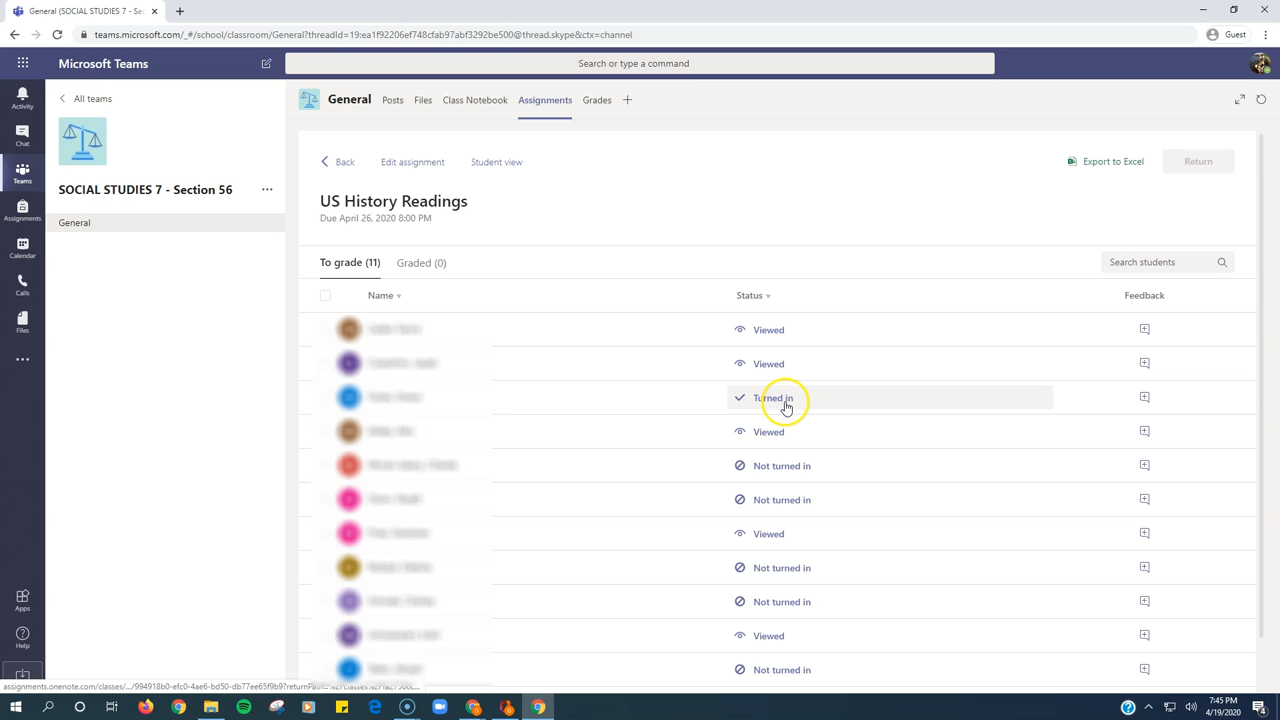 General (SOCIAL STUDIES 7 - Sec
teams.microsoft.com/_#/school/classroom/General?threadId=19:ea1f92206ef748cfab97abf3292be500@thread.skype&ctx=channel
Guest
Microsoft Teams
Search or type a command
Activity
Chat
Teams
Assignments
Calendar
Calls
Files
Apps
Help
All teams
SOCIAL STUDIES 7 - Section 56
General
General Posts Files Class Notebook Assignments Grades
Back Edit assignment Student view Export to Excel Return
US History Readings
Due April 26, 2020 8:00 PM
To grade (11) Graded (0) Search students
Name Status Feedback
Viewed
Viewed
Turned in
Viewed
Not turned in
Not turned in
Viewed
Not turned in
Not turned in
Viewed
Not turned in
7:45 PM
4/19/2020
4